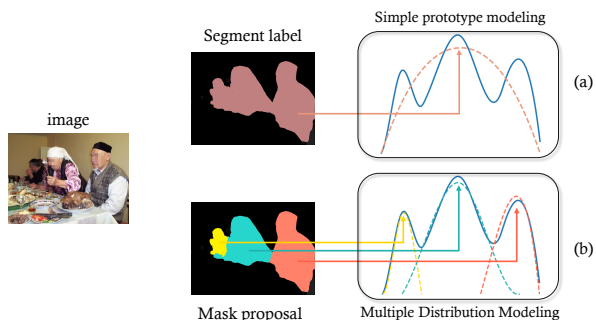 Simple prototype modeling
Segment label
(a)
image
(b)
Mask proposal
Multiple Distribution Modeling